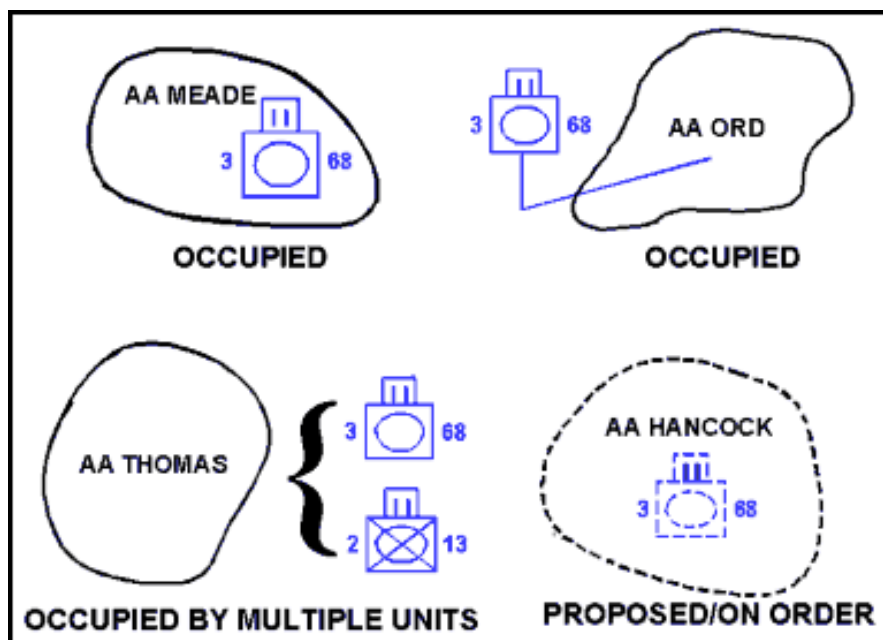 AA MEADE
3 68
OCCUPIED
3 68
AA ORD
OCCUPIED
AA THOMAS
3 68
2 13
OCCUPIED BY MULTIPLE UNITS
AA HANCOCK
3 68
PROPOSED/ON ORDER